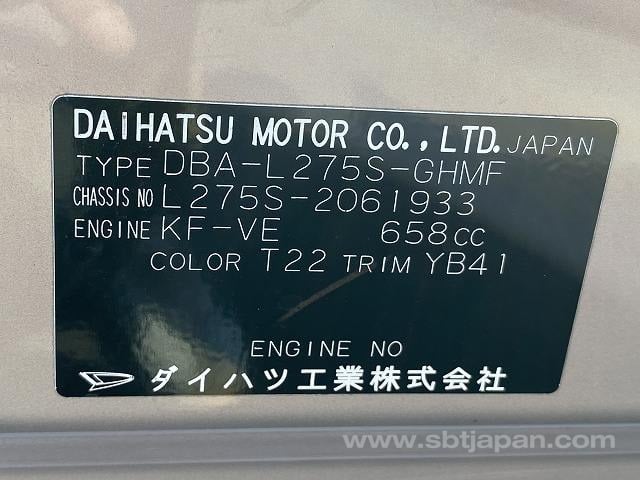 DAIHATSU MOTOR CO., LTD. JAPAN
TYPE DBA-L275S-GHMF
CHASSIS NO L275S-2061933
ENGINE KF-VE 658CC
COLOR T22 TRIM YB41
ENGINE NO
ダイハツ工業株式会社
www.sbtjapan.com